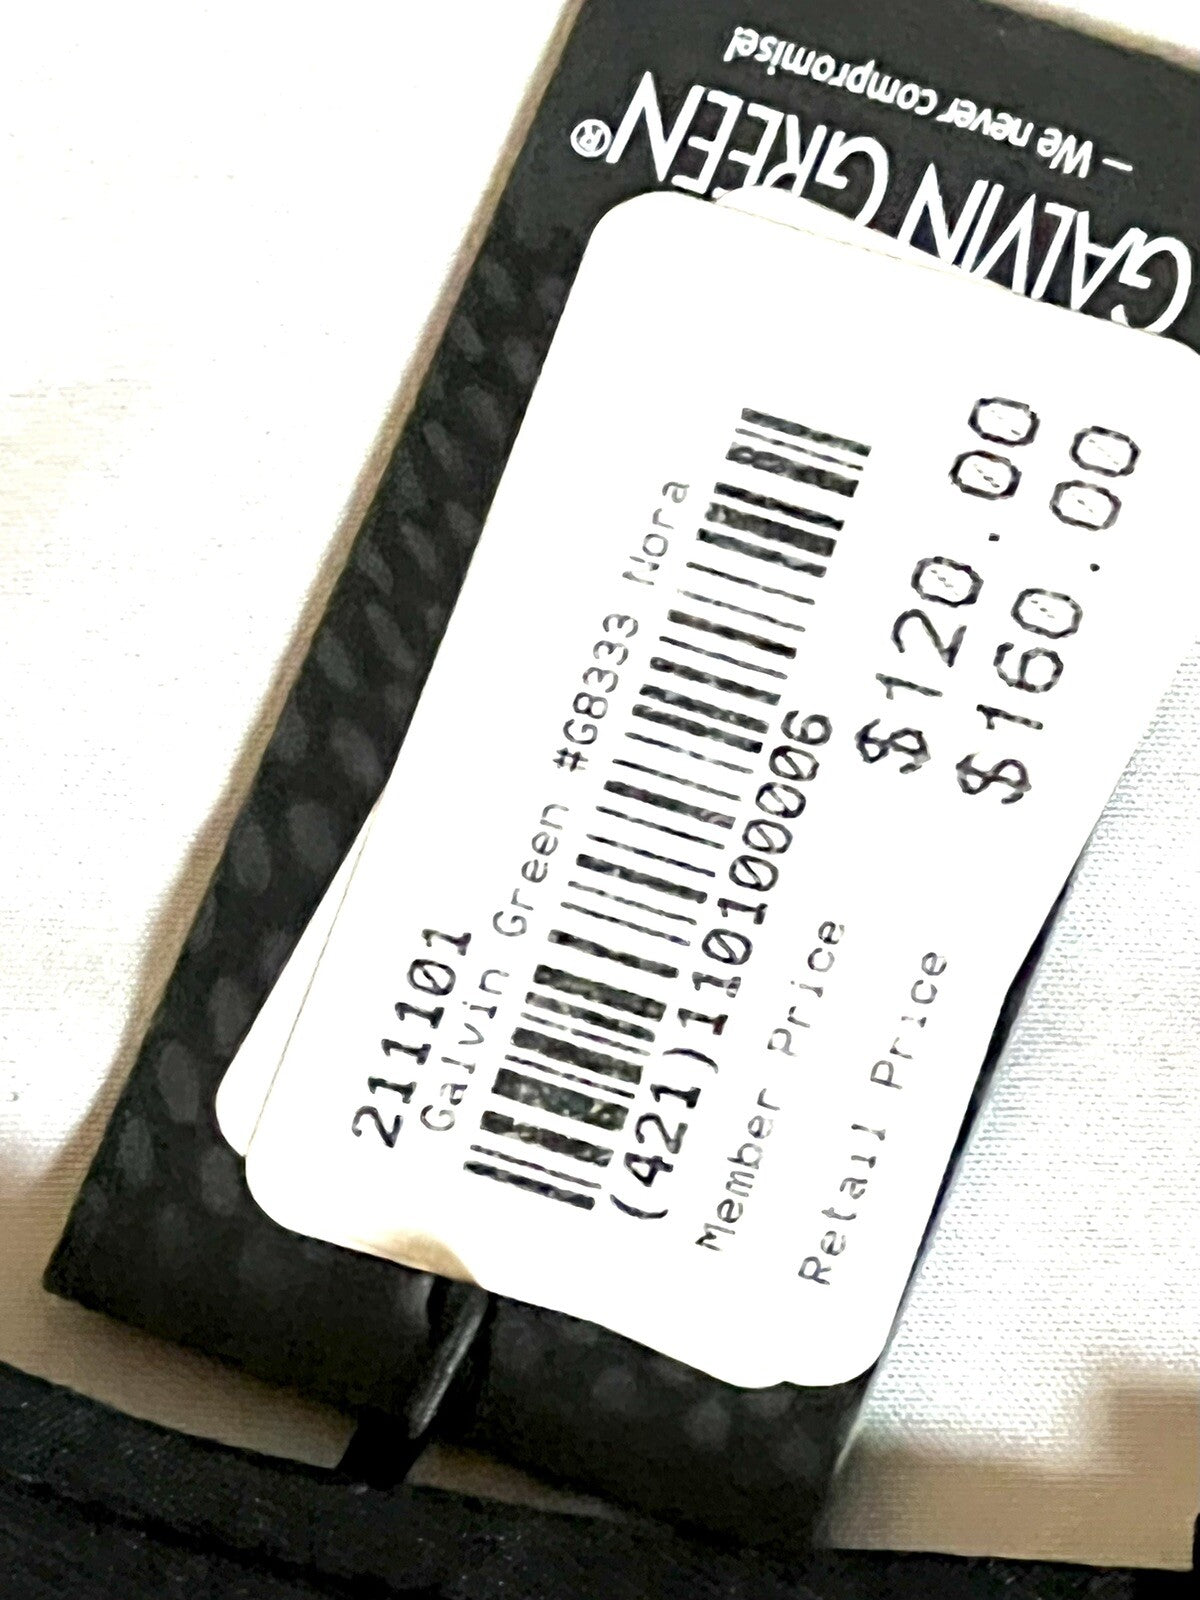 GALVIN GREEN®
— We never compromise!
211101
Galvin Green #G8333 Nora
(421)110100006
Member Price $120.00
Retail Price $160.00